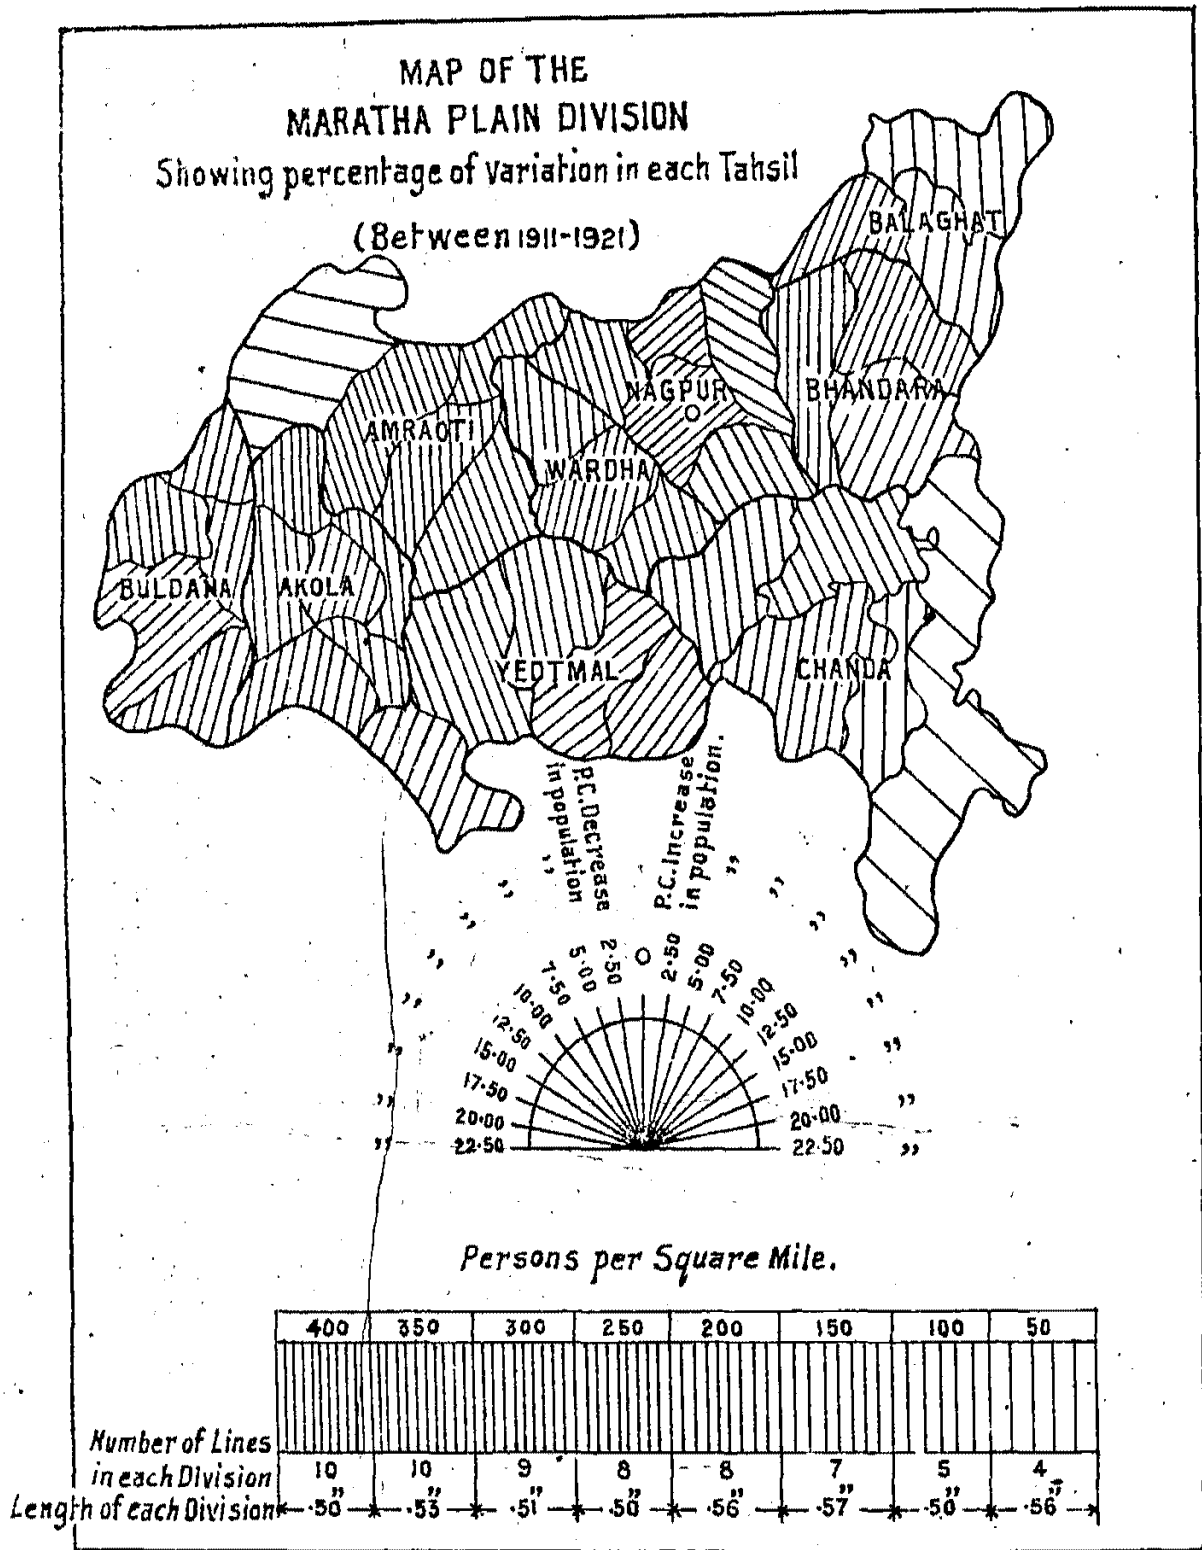 MAP OF THE
MARATHA PLAIN DIVISION
Showing percentage of Variation in each Tahsil
(Between 1911-1921)
BALAGHAT
NAGPUR
BHANDARA
AMRAOTI
WARDHA
BULDANA
AKOLA
YEOTMAL
CHANDA
P.C. Decrease
in population
P.C. Increase
in population.
22.50
20.00
17.50
15.00
12.50
10.00
7.50
5.00
2.50
O
2.50
5.00
7.50
10.00
12.50
15.00
17.50
20.00
22.50
" " " " " " " "
" " " " " " " "
Persons per Square Mile.
400 350 300 250 200 150 100 50
Number of Lines
in each Division 10 10 9 8 8 7 5 4
Length of each Division .50" .53" .51" .50" .56" .57" .50" .56"